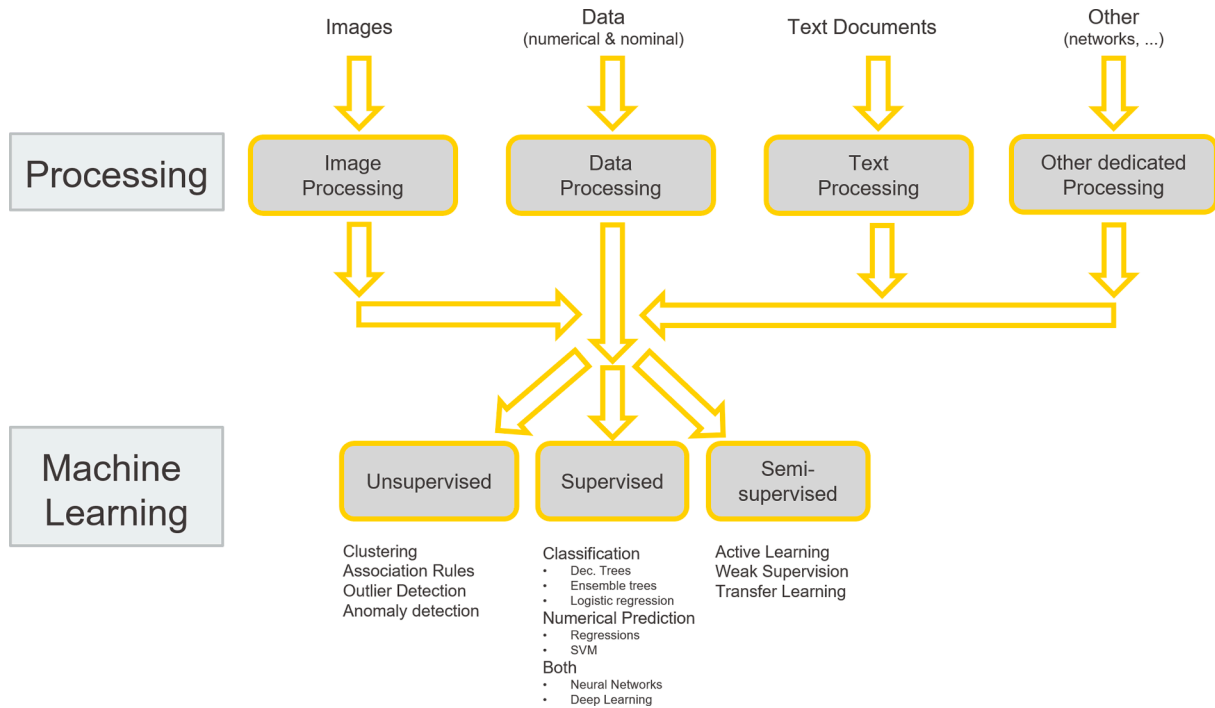 Images
Data
(numerical & nominal)
Text Documents
Other
(networks, ...)
Processing
Image
Processing
Data
Processing
Text
Processing
Other dedicated
Processing
Machine
Learning
Unsupervised
Supervised
Semi-
supervised
Clustering
Association Rules
Outlier Detection
Anomaly detection
Classification
• Dec. Trees
• Ensemble trees
• Logistic regression
Numerical Prediction
• Regressions
• SVM
Both
• Neural Networks
• Deep Learning
Active Learning
Weak Supervision
Transfer Learning